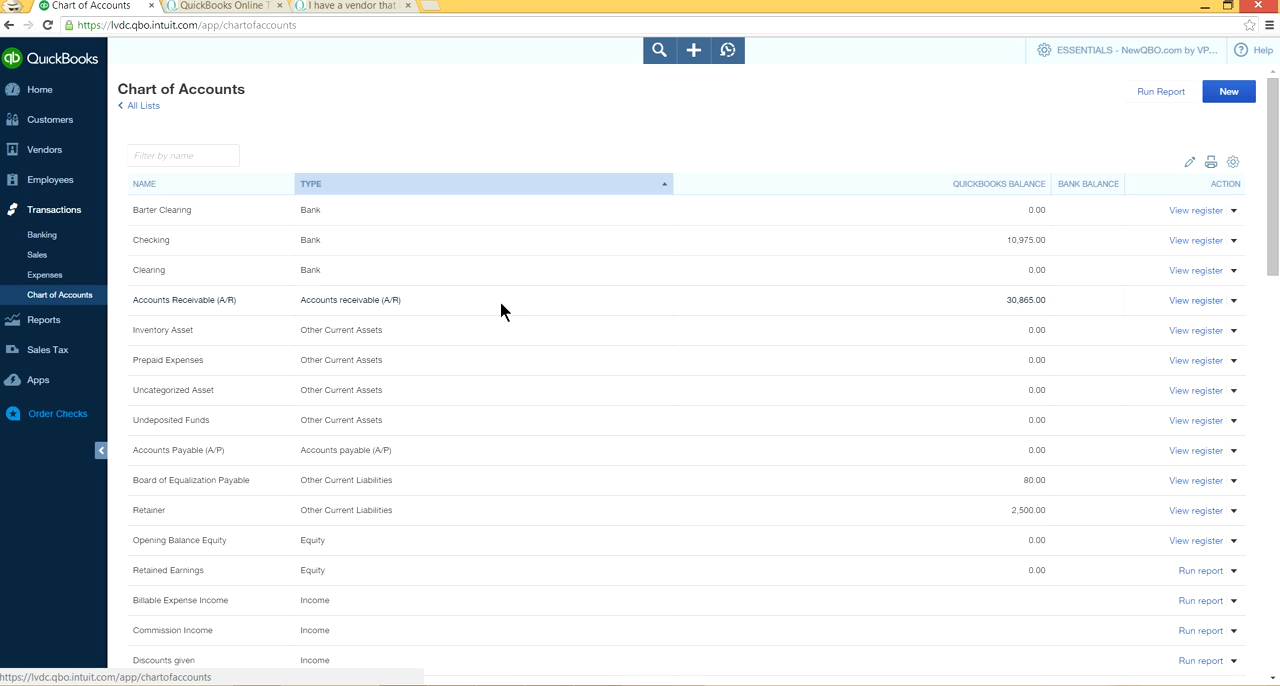 Chart of Accounts
QuickBooks Online T
I have a vendor that
https://lvdc.qbo.intuit.com/app/chartofaccounts
qb QuickBooks
ESSENTIALS - NewQBO.com by VP...
? Help
Home
Customers
Vendors
Employees
Transactions
Banking
Sales
Expenses
Chart of Accounts
Reports
Sales Tax
Apps
Order Checks
Chart of Accounts
All Lists
Run Report
New
Filter by name
NAME TYPE QUICKBOOKS BALANCE BANK BALANCE ACTION
Barter Clearing Bank 0.00 View register
Checking Bank 10,975.00 View register
Clearing Bank 0.00 View register
Accounts Receivable (A/R) Accounts receivable (A/R) 30,865.00 View register
Inventory Asset Other Current Assets 0.00 View register
Prepaid Expenses Other Current Assets 0.00 View register
Uncategorized Asset Other Current Assets 0.00 View register
Undeposited Funds Other Current Assets 0.00 View register
Accounts Payable (A/P) Accounts payable (A/P) 0.00 View register
Board of Equalization Payable Other Current Liabilities 80.00 View register
Retainer Other Current Liabilities 2,500.00 View register
Opening Balance Equity Equity 0.00 View register
Retained Earnings Equity 0.00 Run report
Billable Expense Income Income Run report
Commission Income Income Run report
Discounts given Income Run report
https://lvdc.qbo.intuit.com/app/chartofaccounts